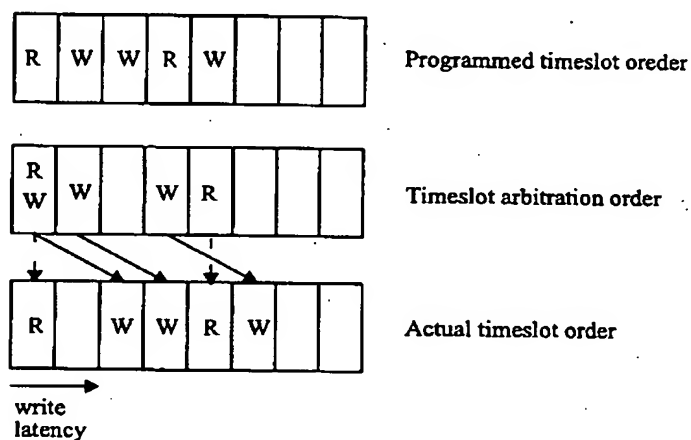 R W W R W
Programmed timeslot oreder
R
W W W R
Timeslot arbitration order
R W W R W
Actual timeslot order
write
latency